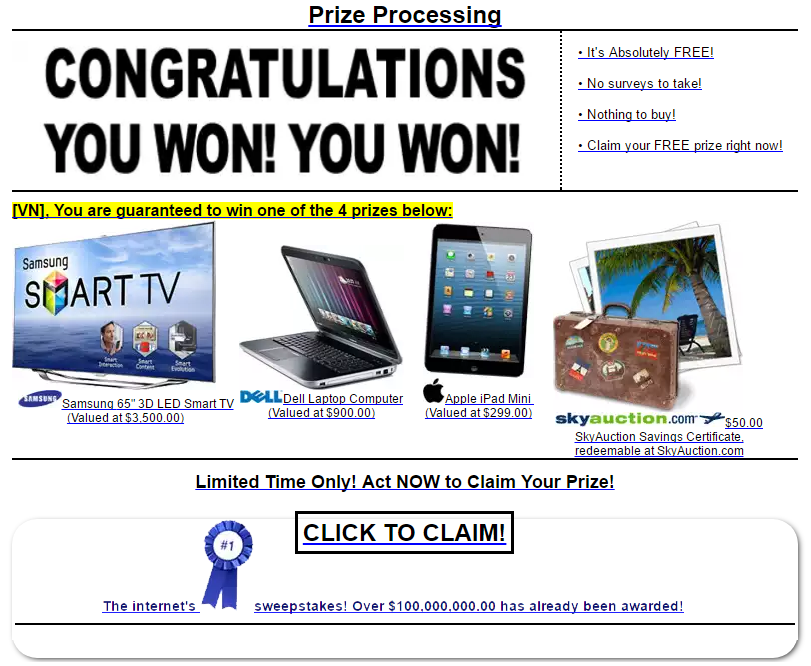 Prize Processing
CONGRATULATIONS
YOU WON! YOU WON!
• It's Absolutely FREE!
• No surveys to take!
• Nothing to buy!
• Claim your FREE prize right now!
[VN], You are guaranteed to win one of the 4 prizes below:
Samsung
SMART TV
Smart Interaction
Smart Content
Smart Evolution
SAMSUNG Samsung 65" 3D LED Smart TV
(Valued at $3,500.00)
DELL Dell Laptop Computer
(Valued at $900.00)
Apple iPad Mini
(Valued at $299.00)
skyauction.com $50.00
SkyAuction Savings Certificate,
redeemable at SkyAuction.com
Limited Time Only! Act NOW to Claim Your Prize!
CLICK TO CLAIM!
The internet's #1 sweepstakes! Over $100,000,000.00 has already been awarded!